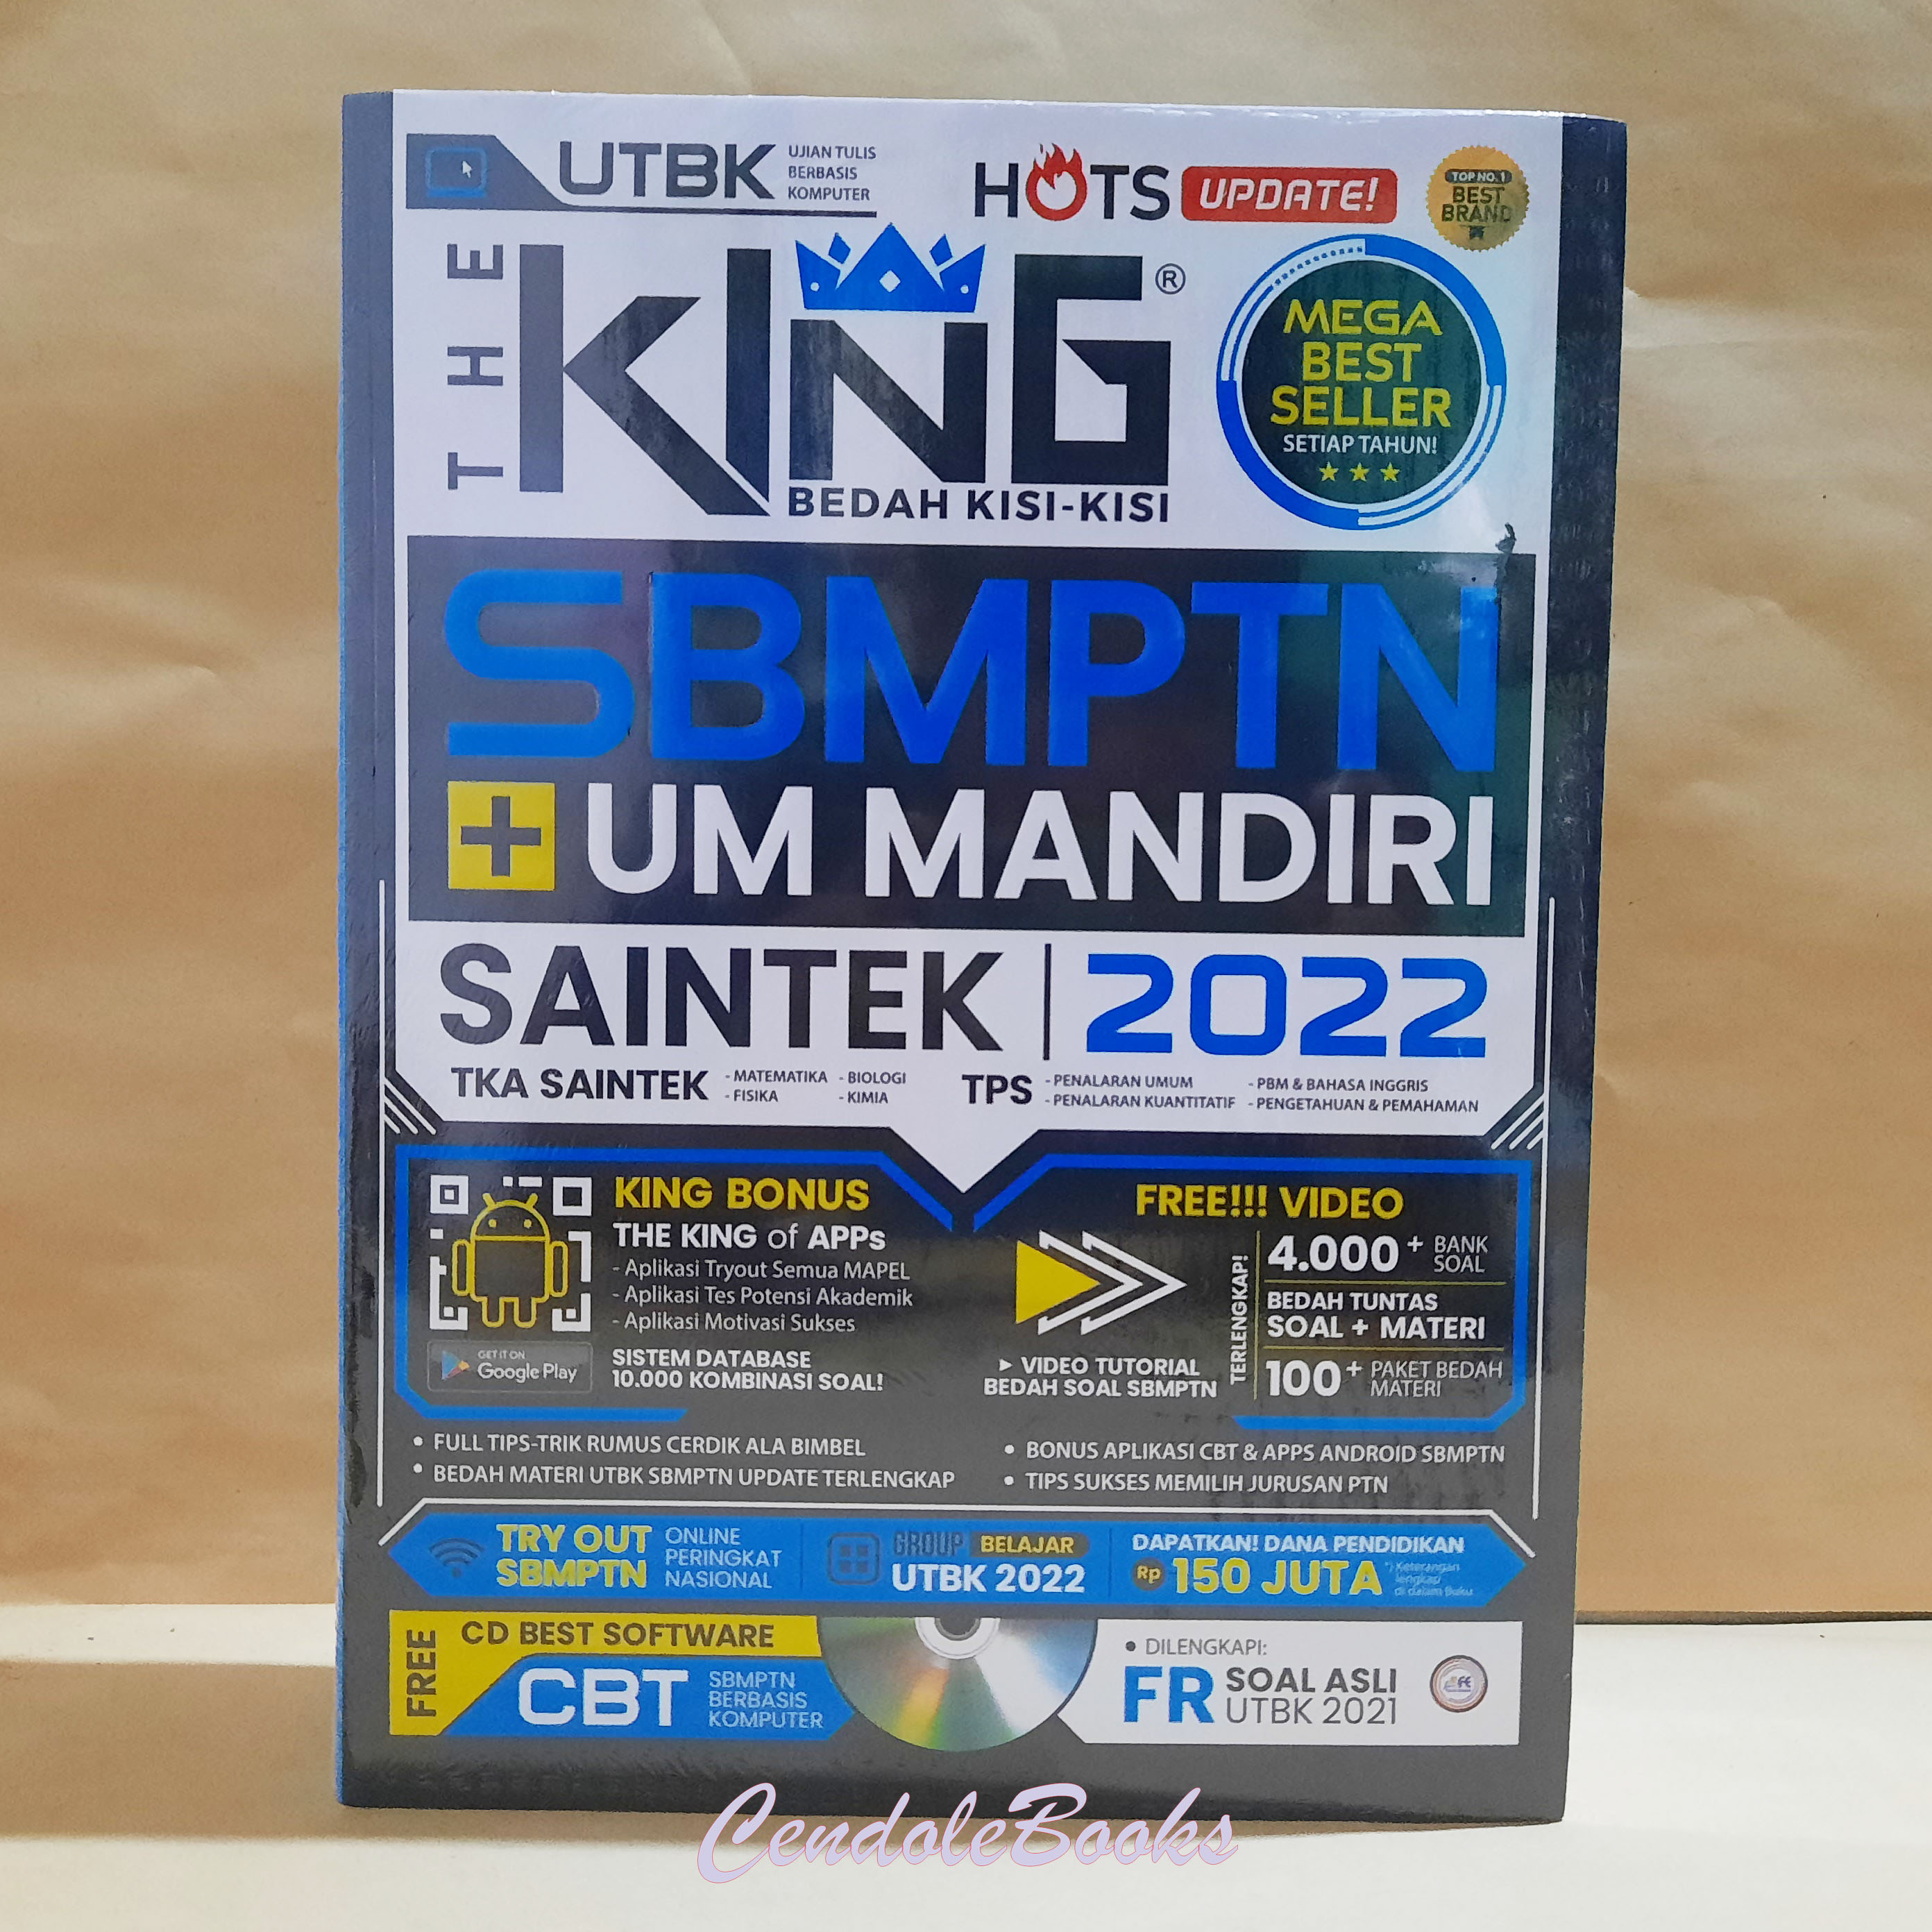 UTBK
UJIAN TULIS
BERBASIS
KOMPUTER
HOTS UPDATE!
TOP NO. 1
BEST
BRAND
THE
KING®
BEDAH KISI-KISI
MEGA
BEST
SELLER
SETIAP TAHUN!
SBMPTN
+ UM MANDIRI
SAINTEK | 2022
TKA SAINTEK
- MATEMATIKA - BIOLOGI
- FISIKA - KIMIA
TPS
- PENALARAN UMUM - PBM & BAHASA INGGRIS
- PENALARAN KUANTITATIF - PENGETAHUAN & PEMAHAMAN
KING BONUS
THE KING of APPs
- Aplikasi Tryout Semua MAPEL
- Aplikasi Tes Potensi Akademik
- Aplikasi Motivasi Sukses
GET IT ON
Google Play
SISTEM DATABASE
10.000 KOMBINASI SOAL!
FREE!!! VIDEO
VIDEO TUTORIAL
BEDAH SOAL SBMPTN
TERLENGKAP!
4.000+ BANK
SOAL
BEDAH TUNTAS
SOAL + MATERI
100+ PAKET BEDAH
MATERI
• FULL TIPS-TRIK RUMUS CERDIK ALA BIMBEL
• BEDAH MATERI UTBK SBMPTN UPDATE TERLENGKAP
• BONUS APLIKASI CBT & APPS ANDROID SBMPTN
• TIPS SUKSES MEMILIH JURUSAN PTN
TRY OUT
SBMPTN
ONLINE
PERINGKAT
NASIONAL
GROUP BELAJAR
UTBK 2022
DAPATKAN! DANA PENDIDIKAN
Rp 150 JUTA
*) Keterangan
lengkap
di dalam Buku
FREE
CD BEST SOFTWARE
CBT
SBMPTN
BERBASIS
KOMPUTER
• DILENGKAPI:
FR
SOAL ASLI
UTBK 2021
CendoleBooks